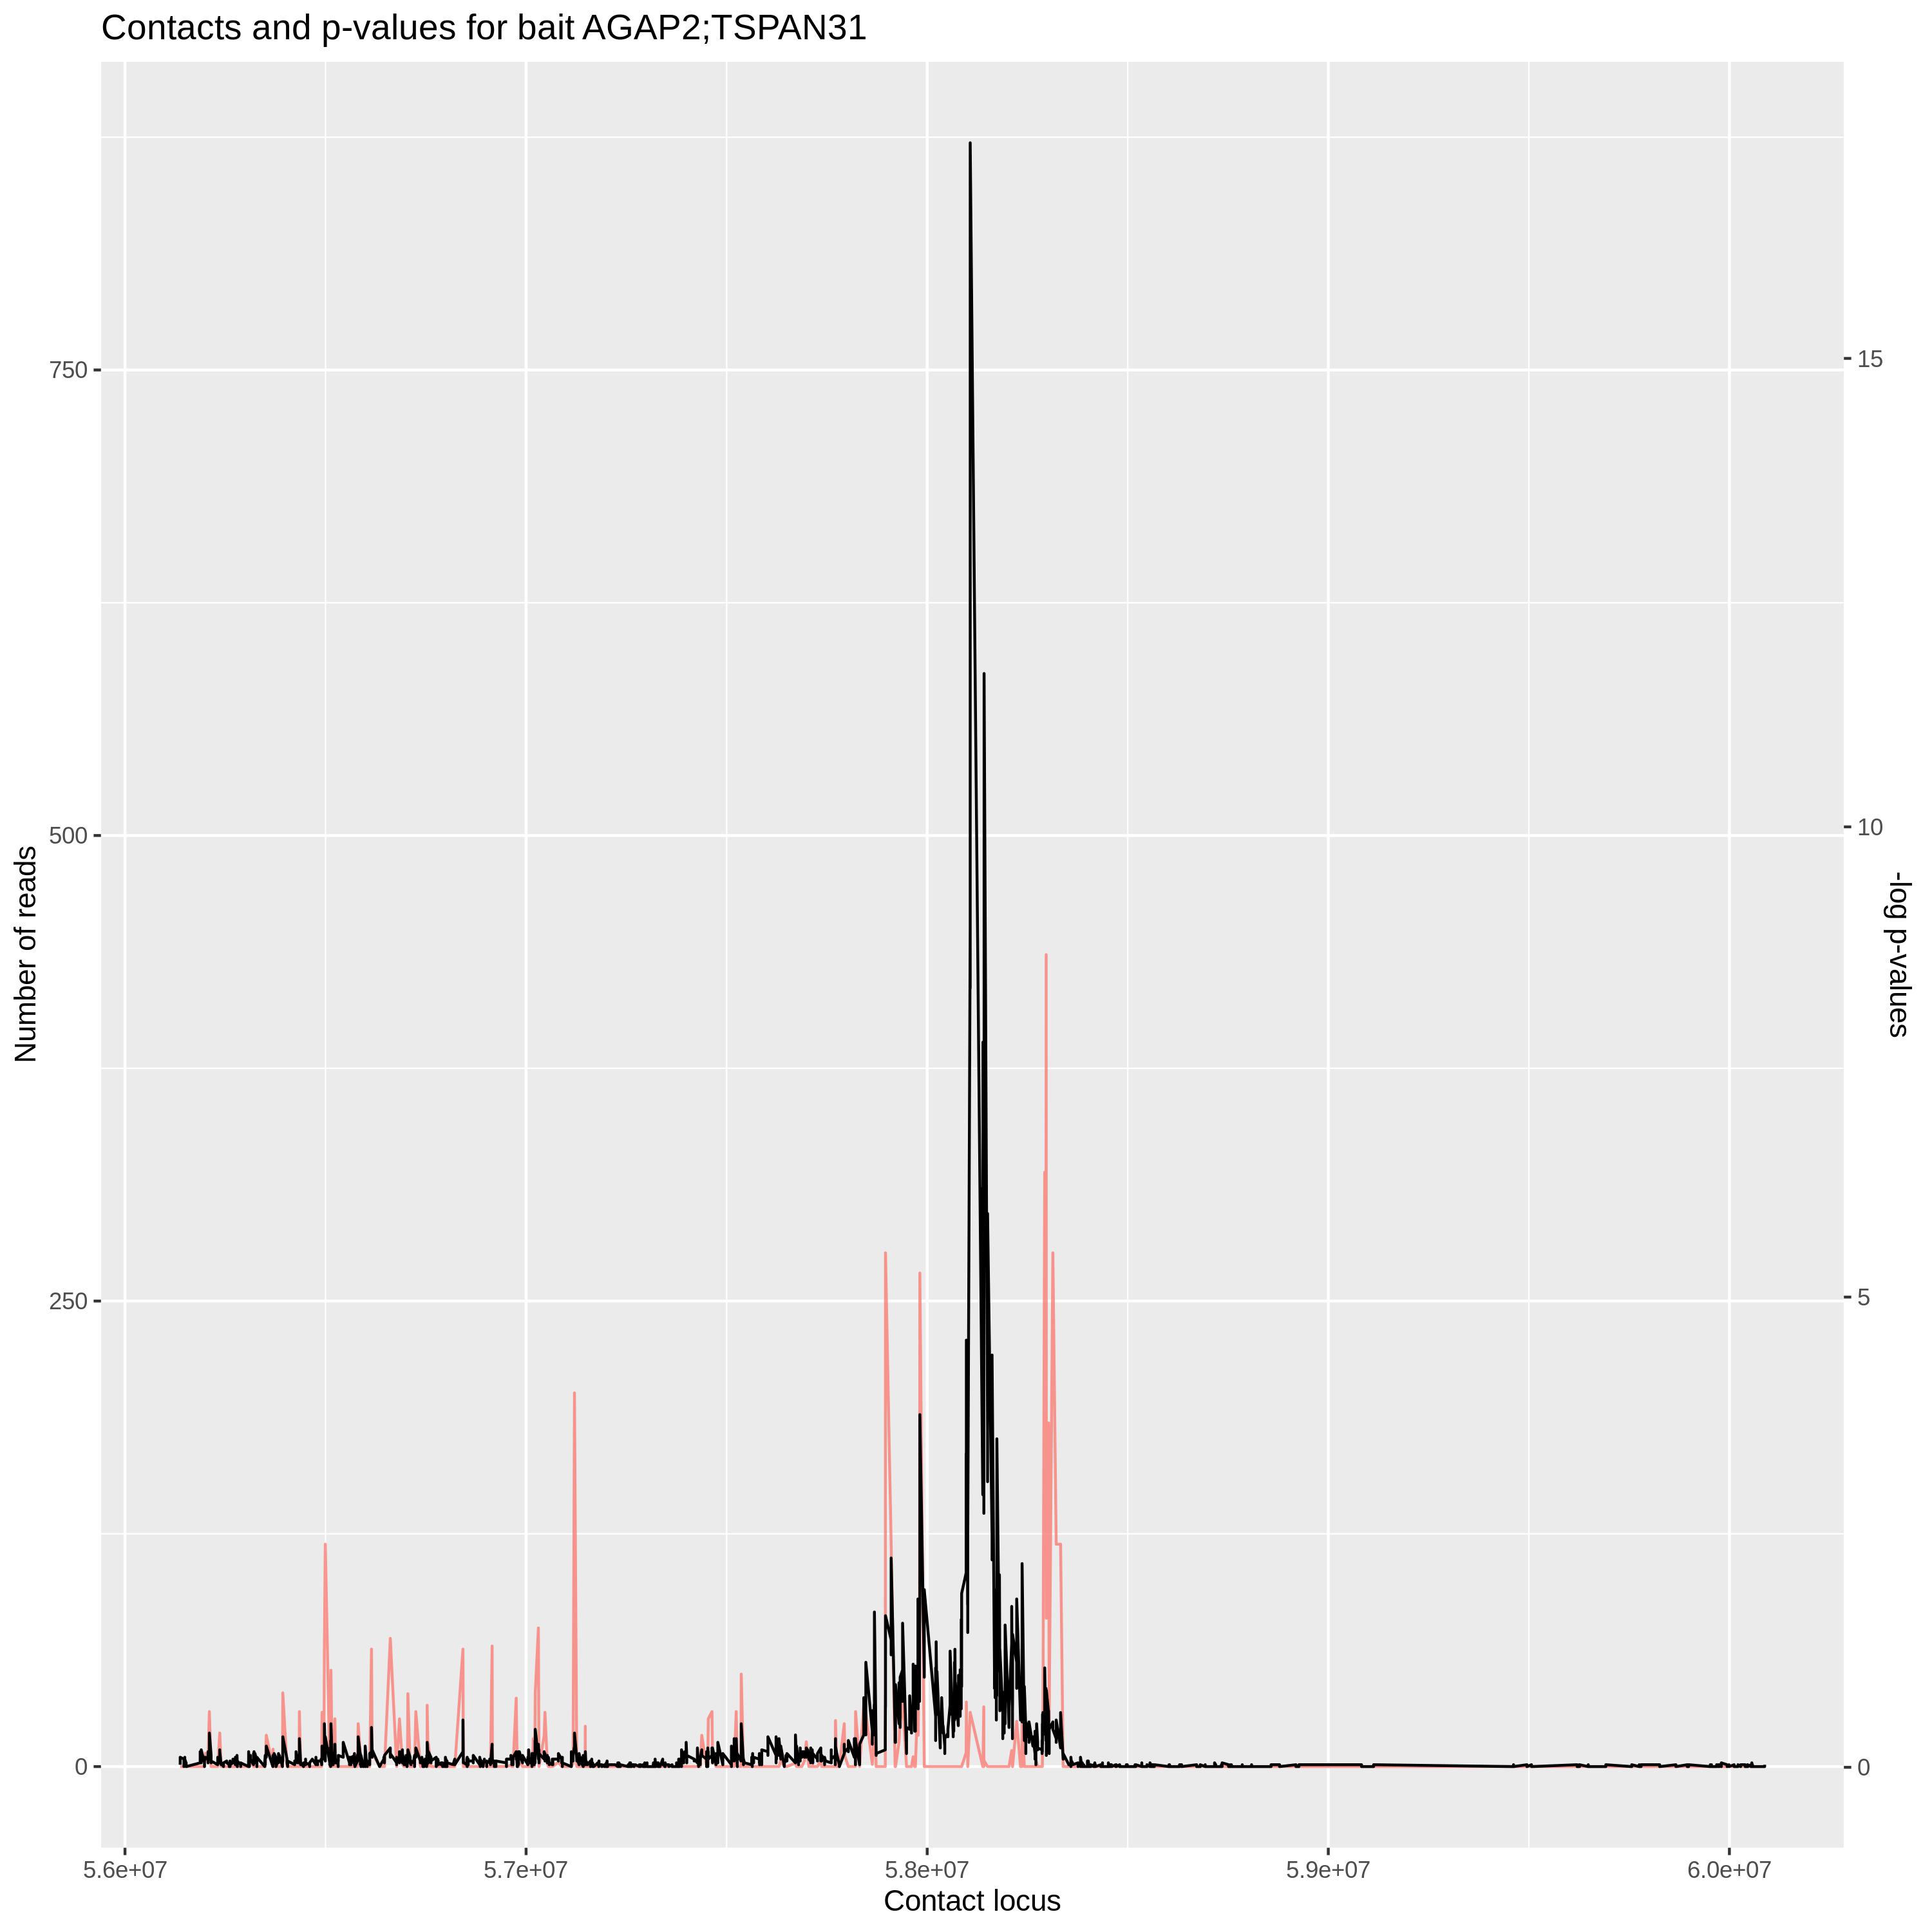 Contacts and p-values for bait AGAP2;TSPAN31
750
500
250
0
15
10
5
0
Number of reads
-log p-values
5.6e+07 5.7e+07 5.8e+07 5.9e+07 6.0e+07
Contact locus